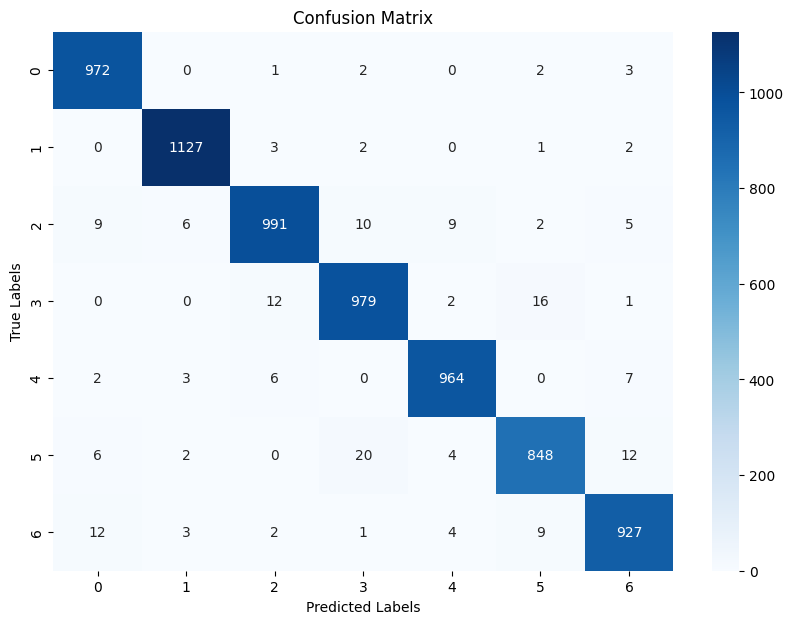 Confusion Matrix
0 972 0 1 2 0 2 3
1 0 1127 3 2 0 1 2
2 9 6 991 10 9 2 5
3 0 0 12 979 2 16 1
4 2 3 6 0 964 0 7
5 6 2 0 20 4 848 12
6 12 3 2 1 4 9 927
0 1 2 3 4 5 6
True Labels
Predicted Labels
1000
800
600
400
200
0